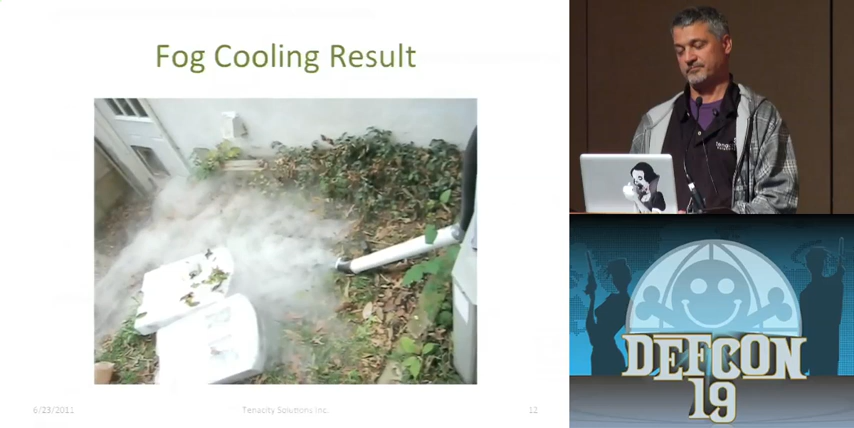 Fog Cooling Result
6/23/2011
Tenacity Solutions Inc.
12
DEFCON
19